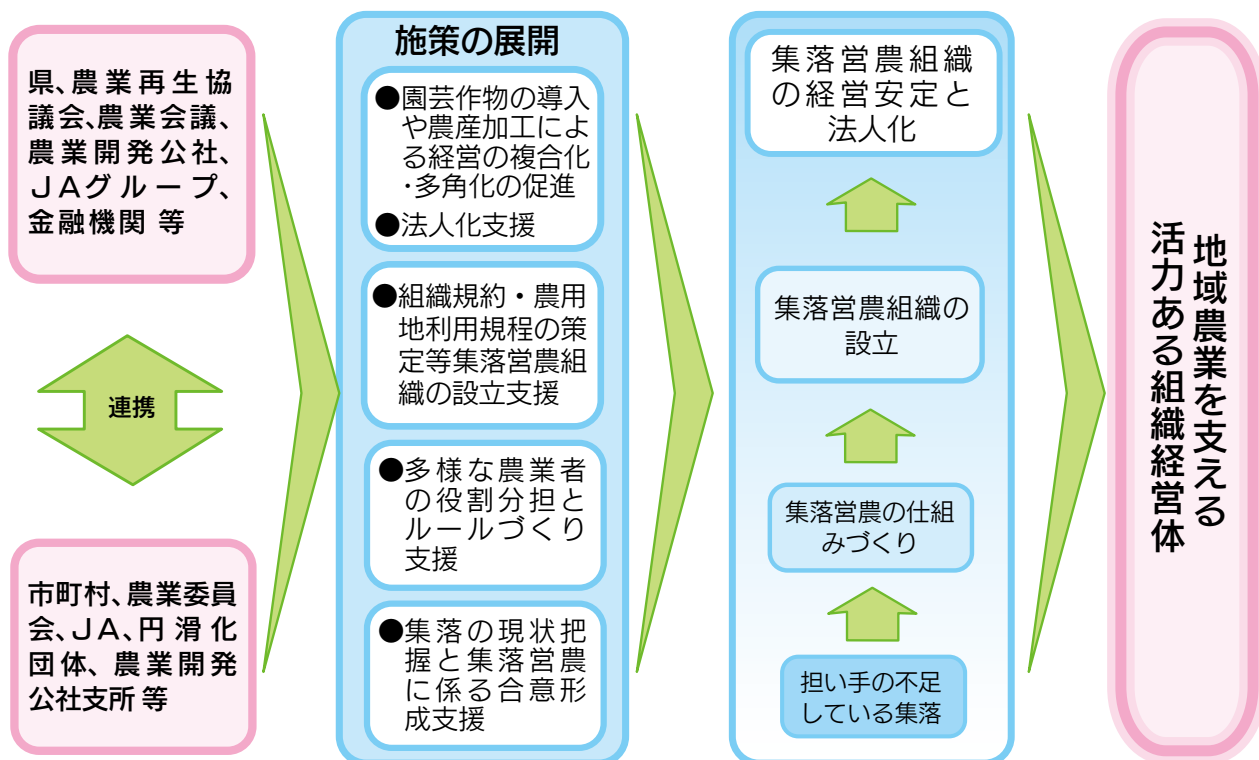 県、農業再生協
議会、農業会議、
農業開発公社、
ＪＡグループ、
金融機関 等
連携
市町村、農業委員
会、ＪＡ、円滑化
団体、農業開発
公社支所 等
施策の展開
●園芸作物の導入
や農産加工によ
る経営の複合化
・多角化の促進
●法人化支援
●組織規約・農用
地利用規程の策
定等集落営農組
織の設立支援
●多様な農業者
の役割分担と
ルールづくり
支援
●集落の現状把
握と集落営農
に係る合意形
成支援
集落営農組織
の経営安定と
法人化
集落営農組織の
設立
集落営農の仕組
みづくり
担い手の不足
している集落
地域農業を支える
活力ある組織経営体